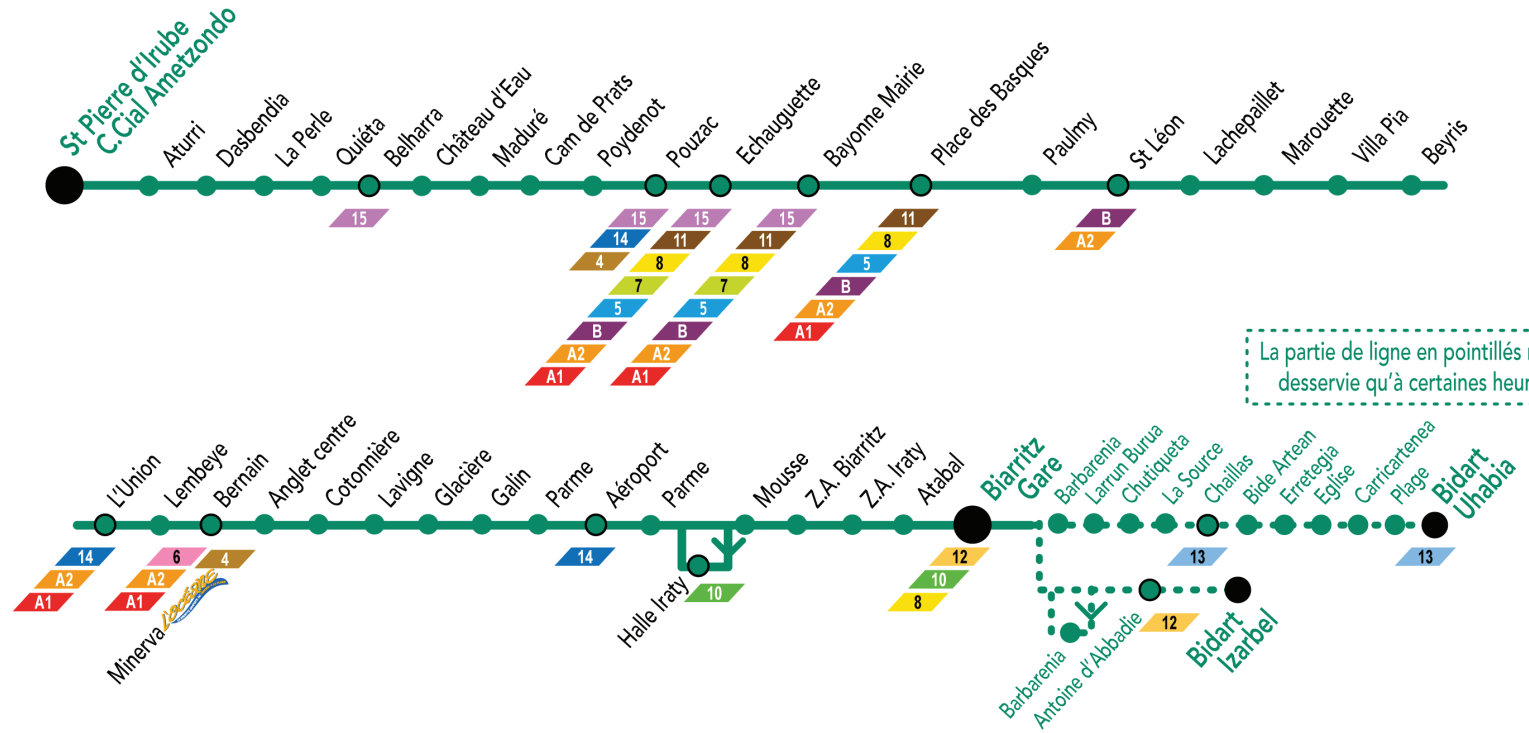 St Pierre d'Irube
C.Cial Ametzondo
Aturri
Dasbendia
La Perle
Quiéta
Belharra
Château d'Eau
Maduré
Cam de Prats
Poydenot
Pouzac
Echauguette
Bayonne Mairie
Place des Basques
Paulmy
St Léon
Lachepaillet
Marouette
Villa Pia
Beyris
15
15
14
4
15
11
8
7
5
B
A2
A1
15
11
8
7
5
B
A2
A1
11
8
5
B
A2
A1
B
A2
La partie de ligne en pointillés
desservie qu'à certaines
L'Union
Lembeye
Bernain
Anglet centre
Cotonnière
Lavigne
Glacière
Galin
Parme
Aéroport
Parme
Mousse
Z.A. Biarritz
Z.A. Iraty
Atabal
Biarritz
Gare
Barbarenia
Larrun Burua
Chutiqueta
La Source
Chaillas
Bide Artean
Erretegia
Eglise
Carricartenea
Plage
Bidart
Uhabia
14
A2
A1
6
A2
A1
4
Minerva
L'OCÉANE
14
Halle Iraty
10
12
10
8
13
13
Barbarenia
Antoine d'Abbadie
12
Bidart
Izarbel